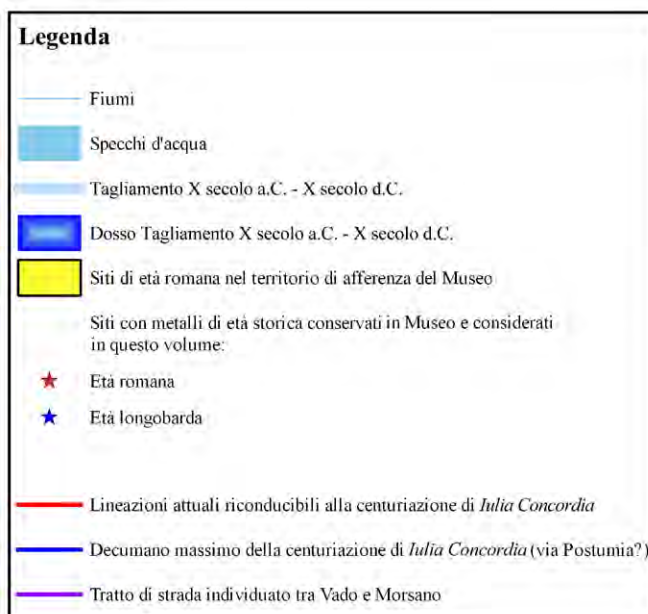 Legenda
Fiumi
Specchi d'acqua
Tagliamento X secolo a.C. - X secolo d.C.
Dosso Tagliamento X secolo a.C. - X secolo d.C.
Siti di età romana nel territorio di afferenza del Museo
Siti con metalli di età storica conservati in Museo e considerati
in questo volume:
Età romana
Età longobarda
Lineazioni attuali riconducibili alla centuriazione di Iulia Concordia
Decumano massimo della centuriazione di Iulia Concordia (via Postumia?)
Tratto di strada individuato tra Vado e Morsano